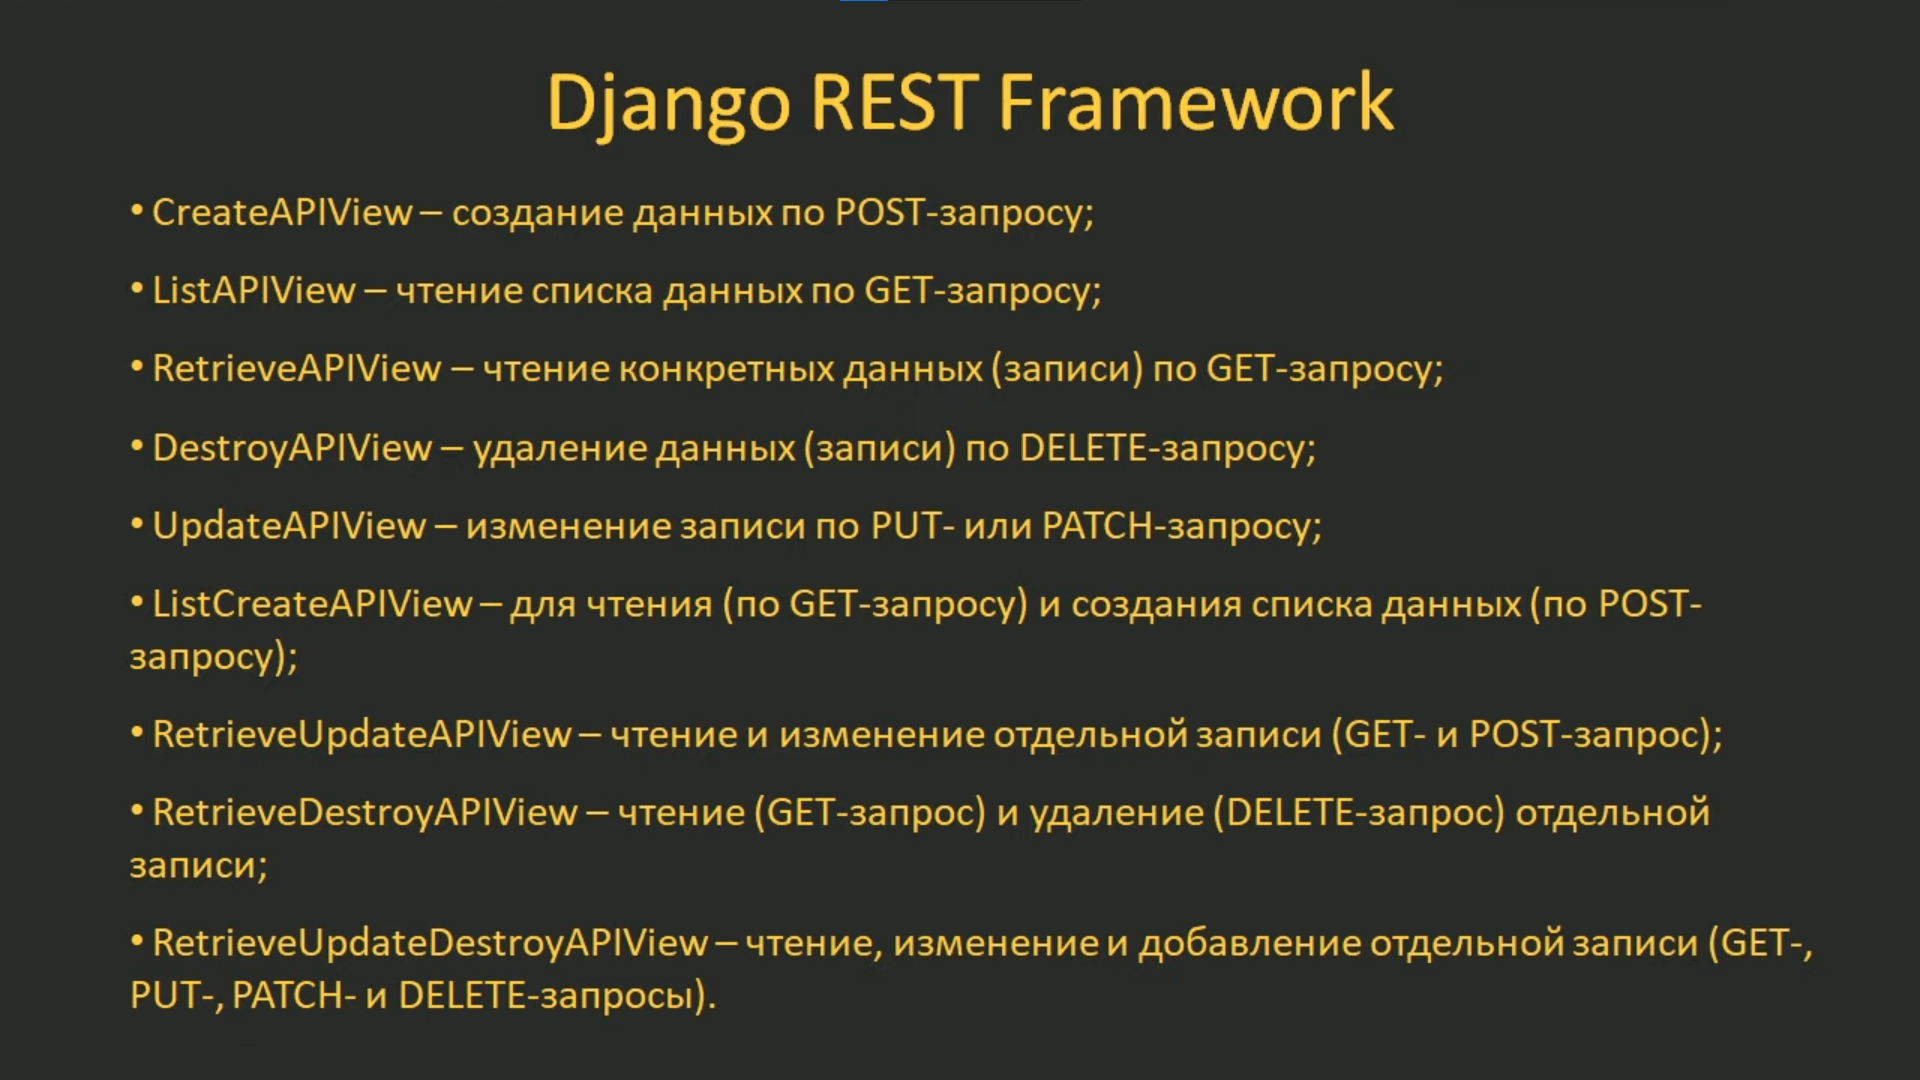 Django REST Framework
• CreateAPIView – создание данных по POST-запросу;
• ListAPIView – чтение списка данных по GET-запросу;
• RetrieveAPIView – чтение конкретных данных (записи) по GET-запросу;
• DestroyAPIView – удаление данных (записи) по DELETE-запросу;
• UpdateAPIView – изменение записи по PUT- или PATCH-запросу;
• ListCreateAPIView – для чтения (по GET-запросу) и создания списка данных (по POST-
запросу);
• RetrieveUpdateAPIView – чтение и изменение отдельной записи (GET- и POST-запрос);
• RetrieveDestroyAPIView – чтение (GET-запрос) и удаление (DELETE-запрос) отдельной
записи;
• RetrieveUpdateDestroyAPIView – чтение, изменение и добавление отдельной записи (GET-,
PUT-, PATCH- и DELETE-запросы).